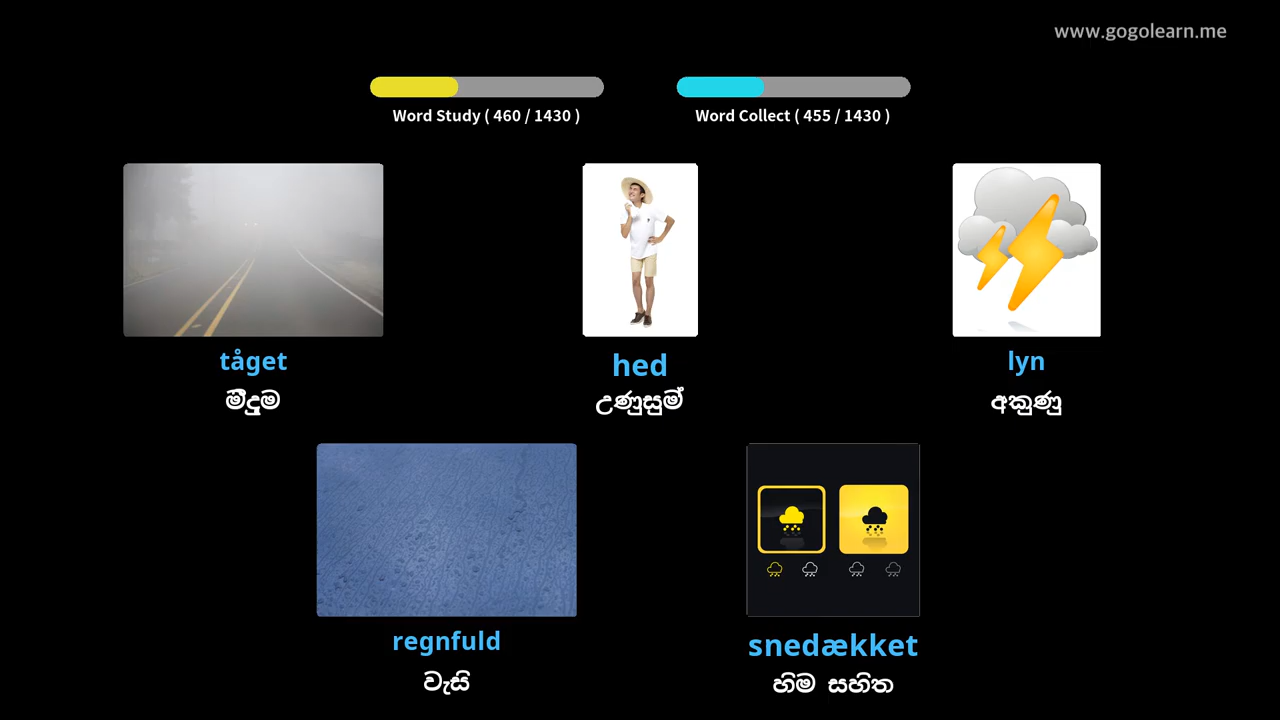 www.gogolearn.me
Word Study ( 460 / 1430 )
Word Collect ( 455 / 1430 )
tåget
මීදුම
hed
උණුසුම්
lyn
අකුණු
regnfuld
වැසි
snedækket
හිම සහිත